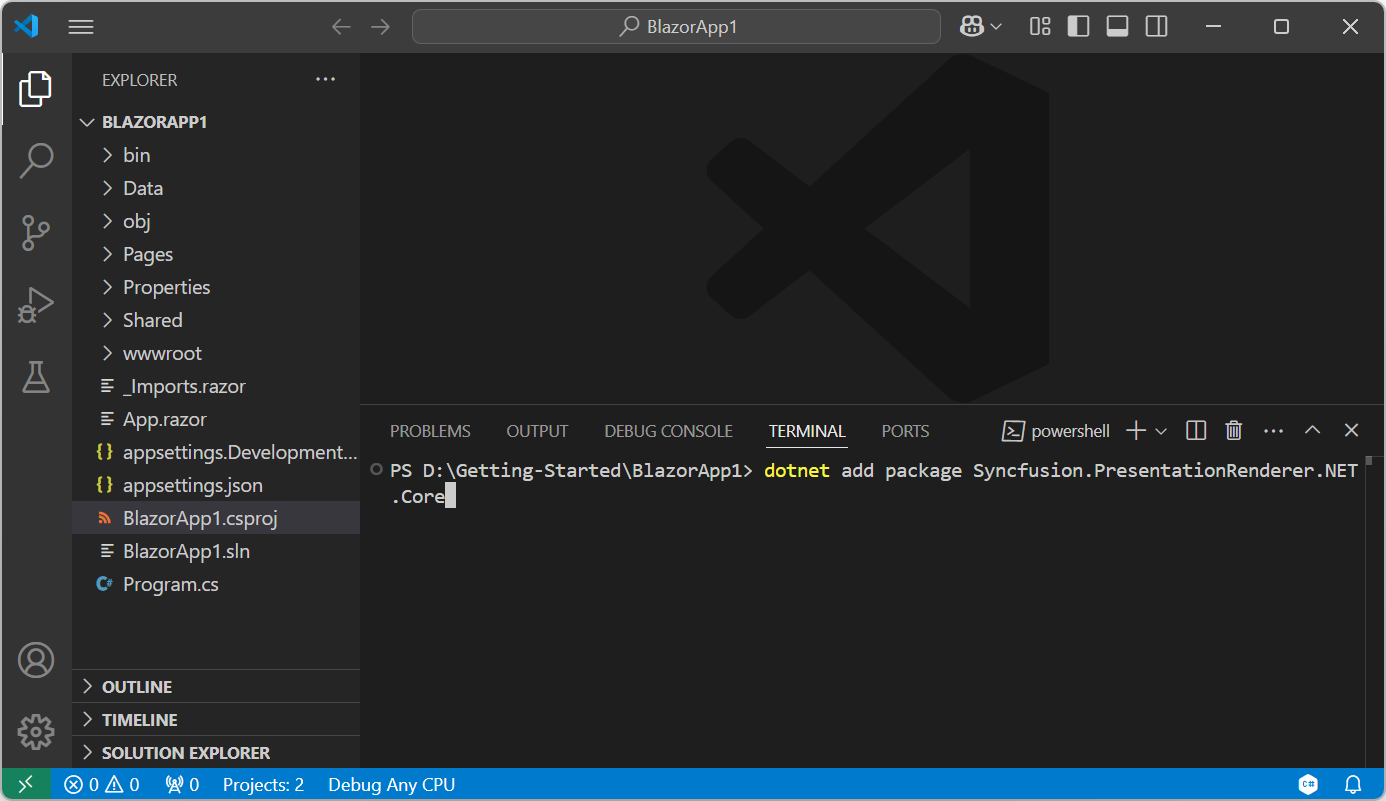 BlazorApp1
EXPLORER
BLAZORAPP1
bin
Data
obj
Pages
Properties
Shared
wwwroot
_Imports.razor
App.razor
{} appsettings.Development...
{} appsettings.json
BlazorApp1.csproj
BlazorApp1.sln
C# Program.cs
OUTLINE
TIMELINE
SOLUTION EXPLORER
PROBLEMS OUTPUT DEBUG CONSOLE TERMINAL PORTS powershell
PS D:\Getting-Started\BlazorApp1> dotnet add package Syncfusion.PresentationRenderer.NET
.Core
0 0 0 Projects: 2 Debug Any CPU C#